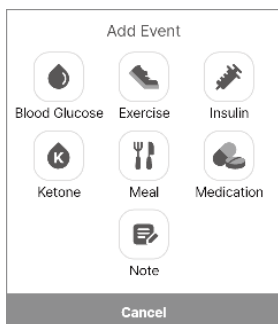 Add Event
Blood Glucose Exercise Insulin
K
Ketone Meal Medication
Note
Cancel